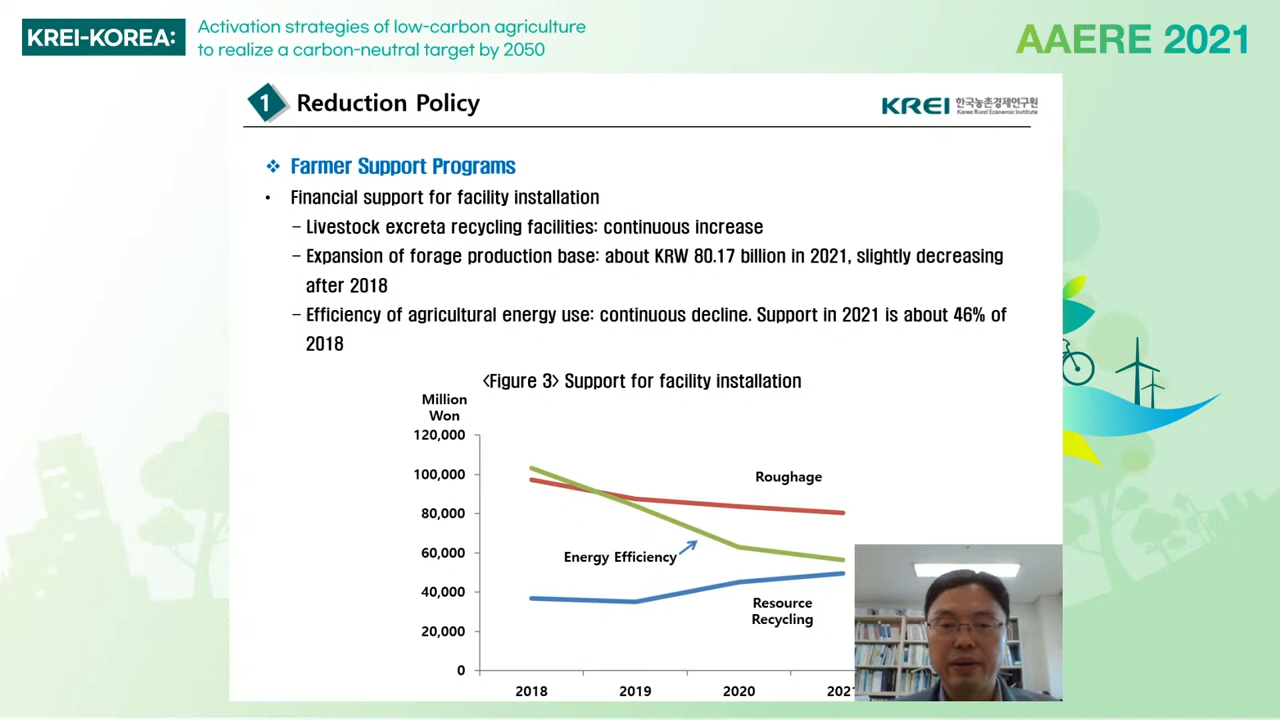 KREI-KOREA:
Activation strategies of low-carbon agriculture
to realize a carbon-neutral target by 2050
AAERE 2021
1 Reduction Policy
KREI 한국농촌경제연구원
Korea Rural Economic Institute
❖ Farmer Support Programs
• Financial support for facility installation
– Livestock excreta recycling facilities: continuous increase
– Expansion of forage production base: about KRW 80.17 billion in 2021, slightly decreasing
after 2018
– Efficiency of agricultural energy use: continuous decline. Support in 2021 is about 46% of
2018
<Figure 3> Support for facility installation
Million
Won
120,000
100,000
80,000
60,000
40,000
20,000
0
Roughage
Energy Efficiency
Resource
Recycling
2018 2019 2020 2021